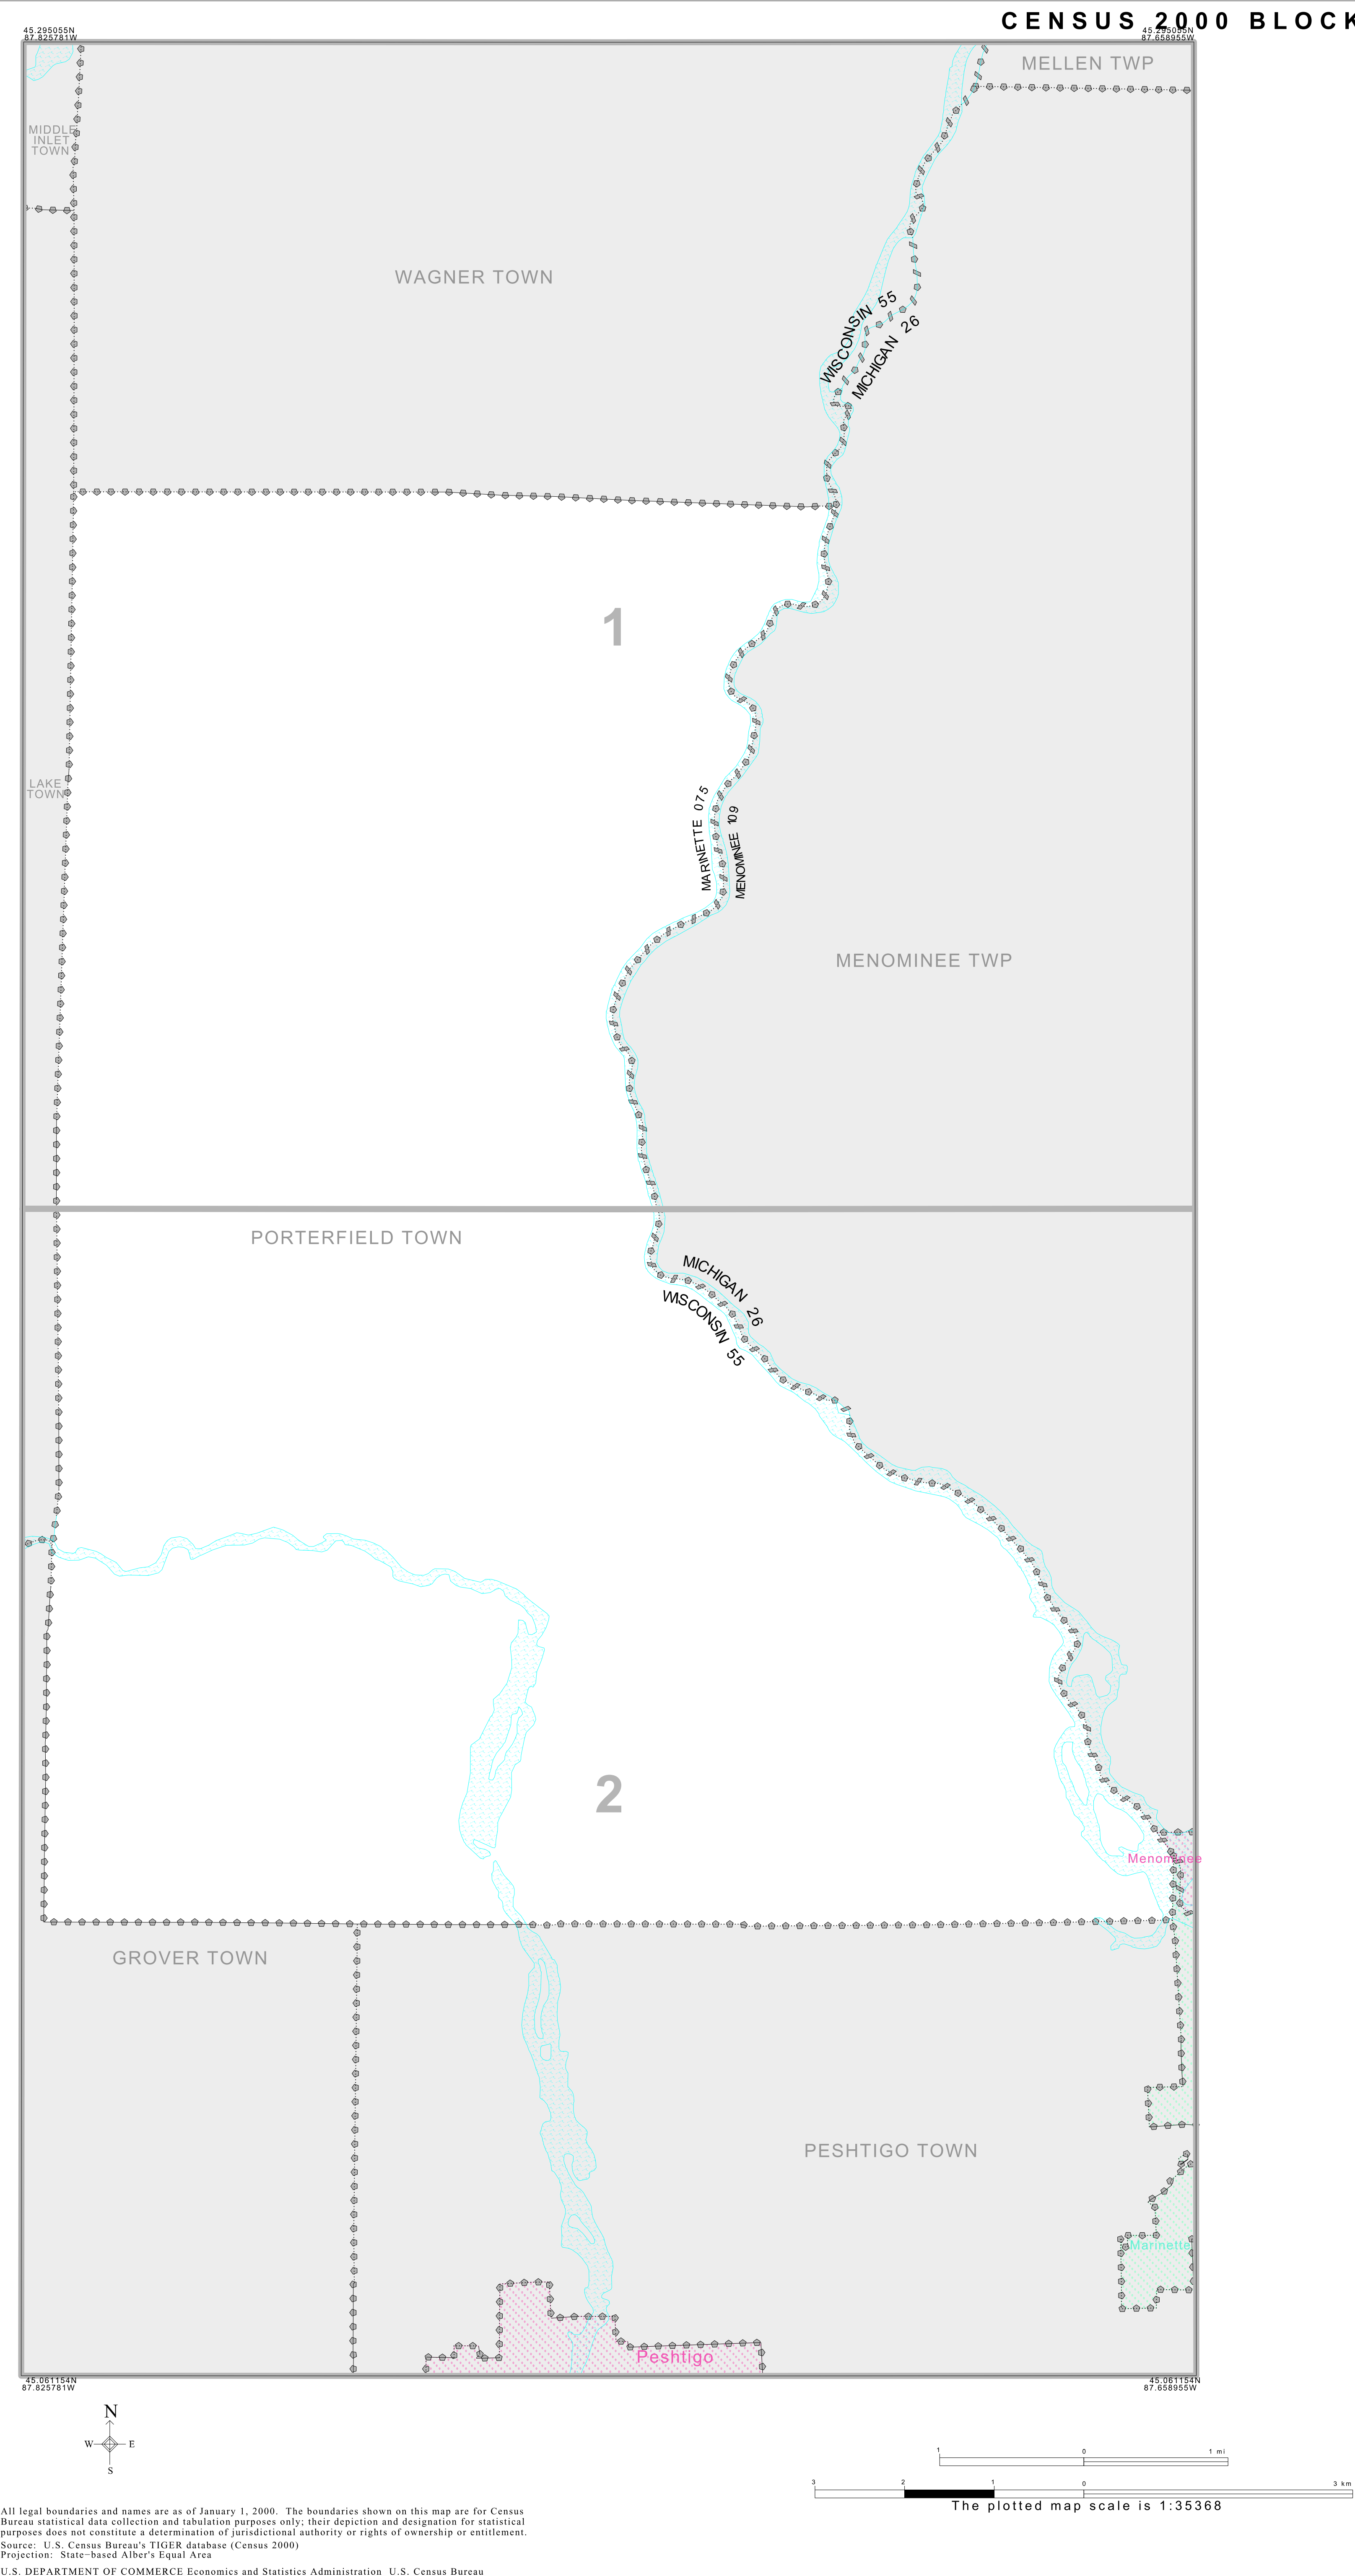 CENSUS 2000 BLOCK
45.295055N
87.825781W
45.295055N
87.658955W
MELLEN TWP
MIDDLE
INLET
TOWN
WAGNER TOWN
WISCONSIN 55
MICHIGAN 26
1
LAKE
TOWN
MARINETTE 075
MENOMINEE 109
MENOMINEE TWP
PORTERFIELD TOWN
MICHIGAN 26
WISCONSIN 55
2
Menominee
GROVER TOWN
PESHTIGO TOWN
Marinette
Peshtigo
45.061154N
87.825781W
45.061154N
87.658955W
N
W E
S
1 0 1 mi
3 2 1 0 3 km
The plotted map scale is 1:35368
All legal boundaries and names are as of January 1, 2000. The boundaries shown on this map are for Census
Bureau statistical data collection and tabulation purposes only; their depiction and designation for statistical
purposes does not constitute a determination of jurisdictional authority or rights of ownership or entitlement.
Source: U.S. Census Bureau's TIGER database (Census 2000)
Projection: State-based Alber's Equal Area
U.S. DEPARTMENT OF COMMERCE Economics and Statistics Administration U.S. Census Bureau